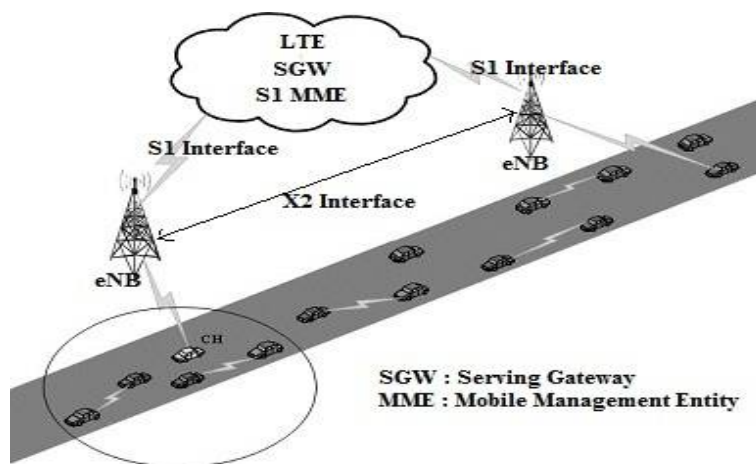 LTE
SGW
S1 MME
S1 Interface
S1 Interface
eNB
X2 Interface
eNB
CH
SGW : Serving Gateway
MME : Mobile Management Entity